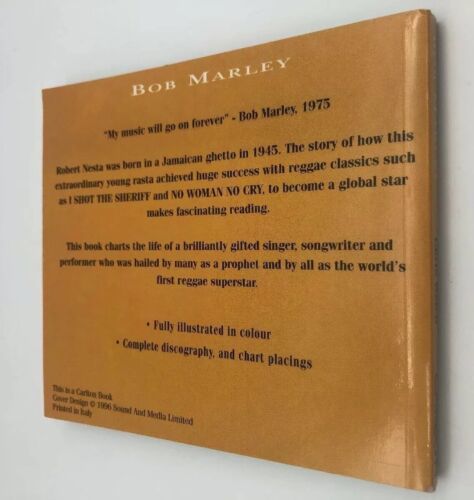 BOB MARLEY
"My music will go on forever" - Bob Marley, 1975
Robert Nesta was born in a Jamaican ghetto in 1945. The story of how this
extraordinary young rasta achieved huge success with reggae classics such
as I SHOT THE SHERIFF and NO WOMAN NO CRY, to become a global star
makes fascinating reading.
This book charts the life of a brilliantly gifted singer, songwriter and
performer who was hailed by many as a prophet and by all as the world's
first reggae superstar.
• Fully illustrated in colour
• Complete discography, and chart placings
This is a Carlton Book
Cover Design © 1996 Sound And Media Limited
Printed in Italy